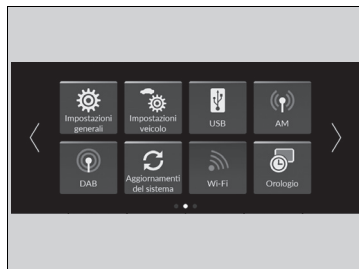 Impostazioni
generali
Impostazioni
veicolo
USB
AM
DAB
Aggiornamenti
del sistema
Wi-Fi
Orologio